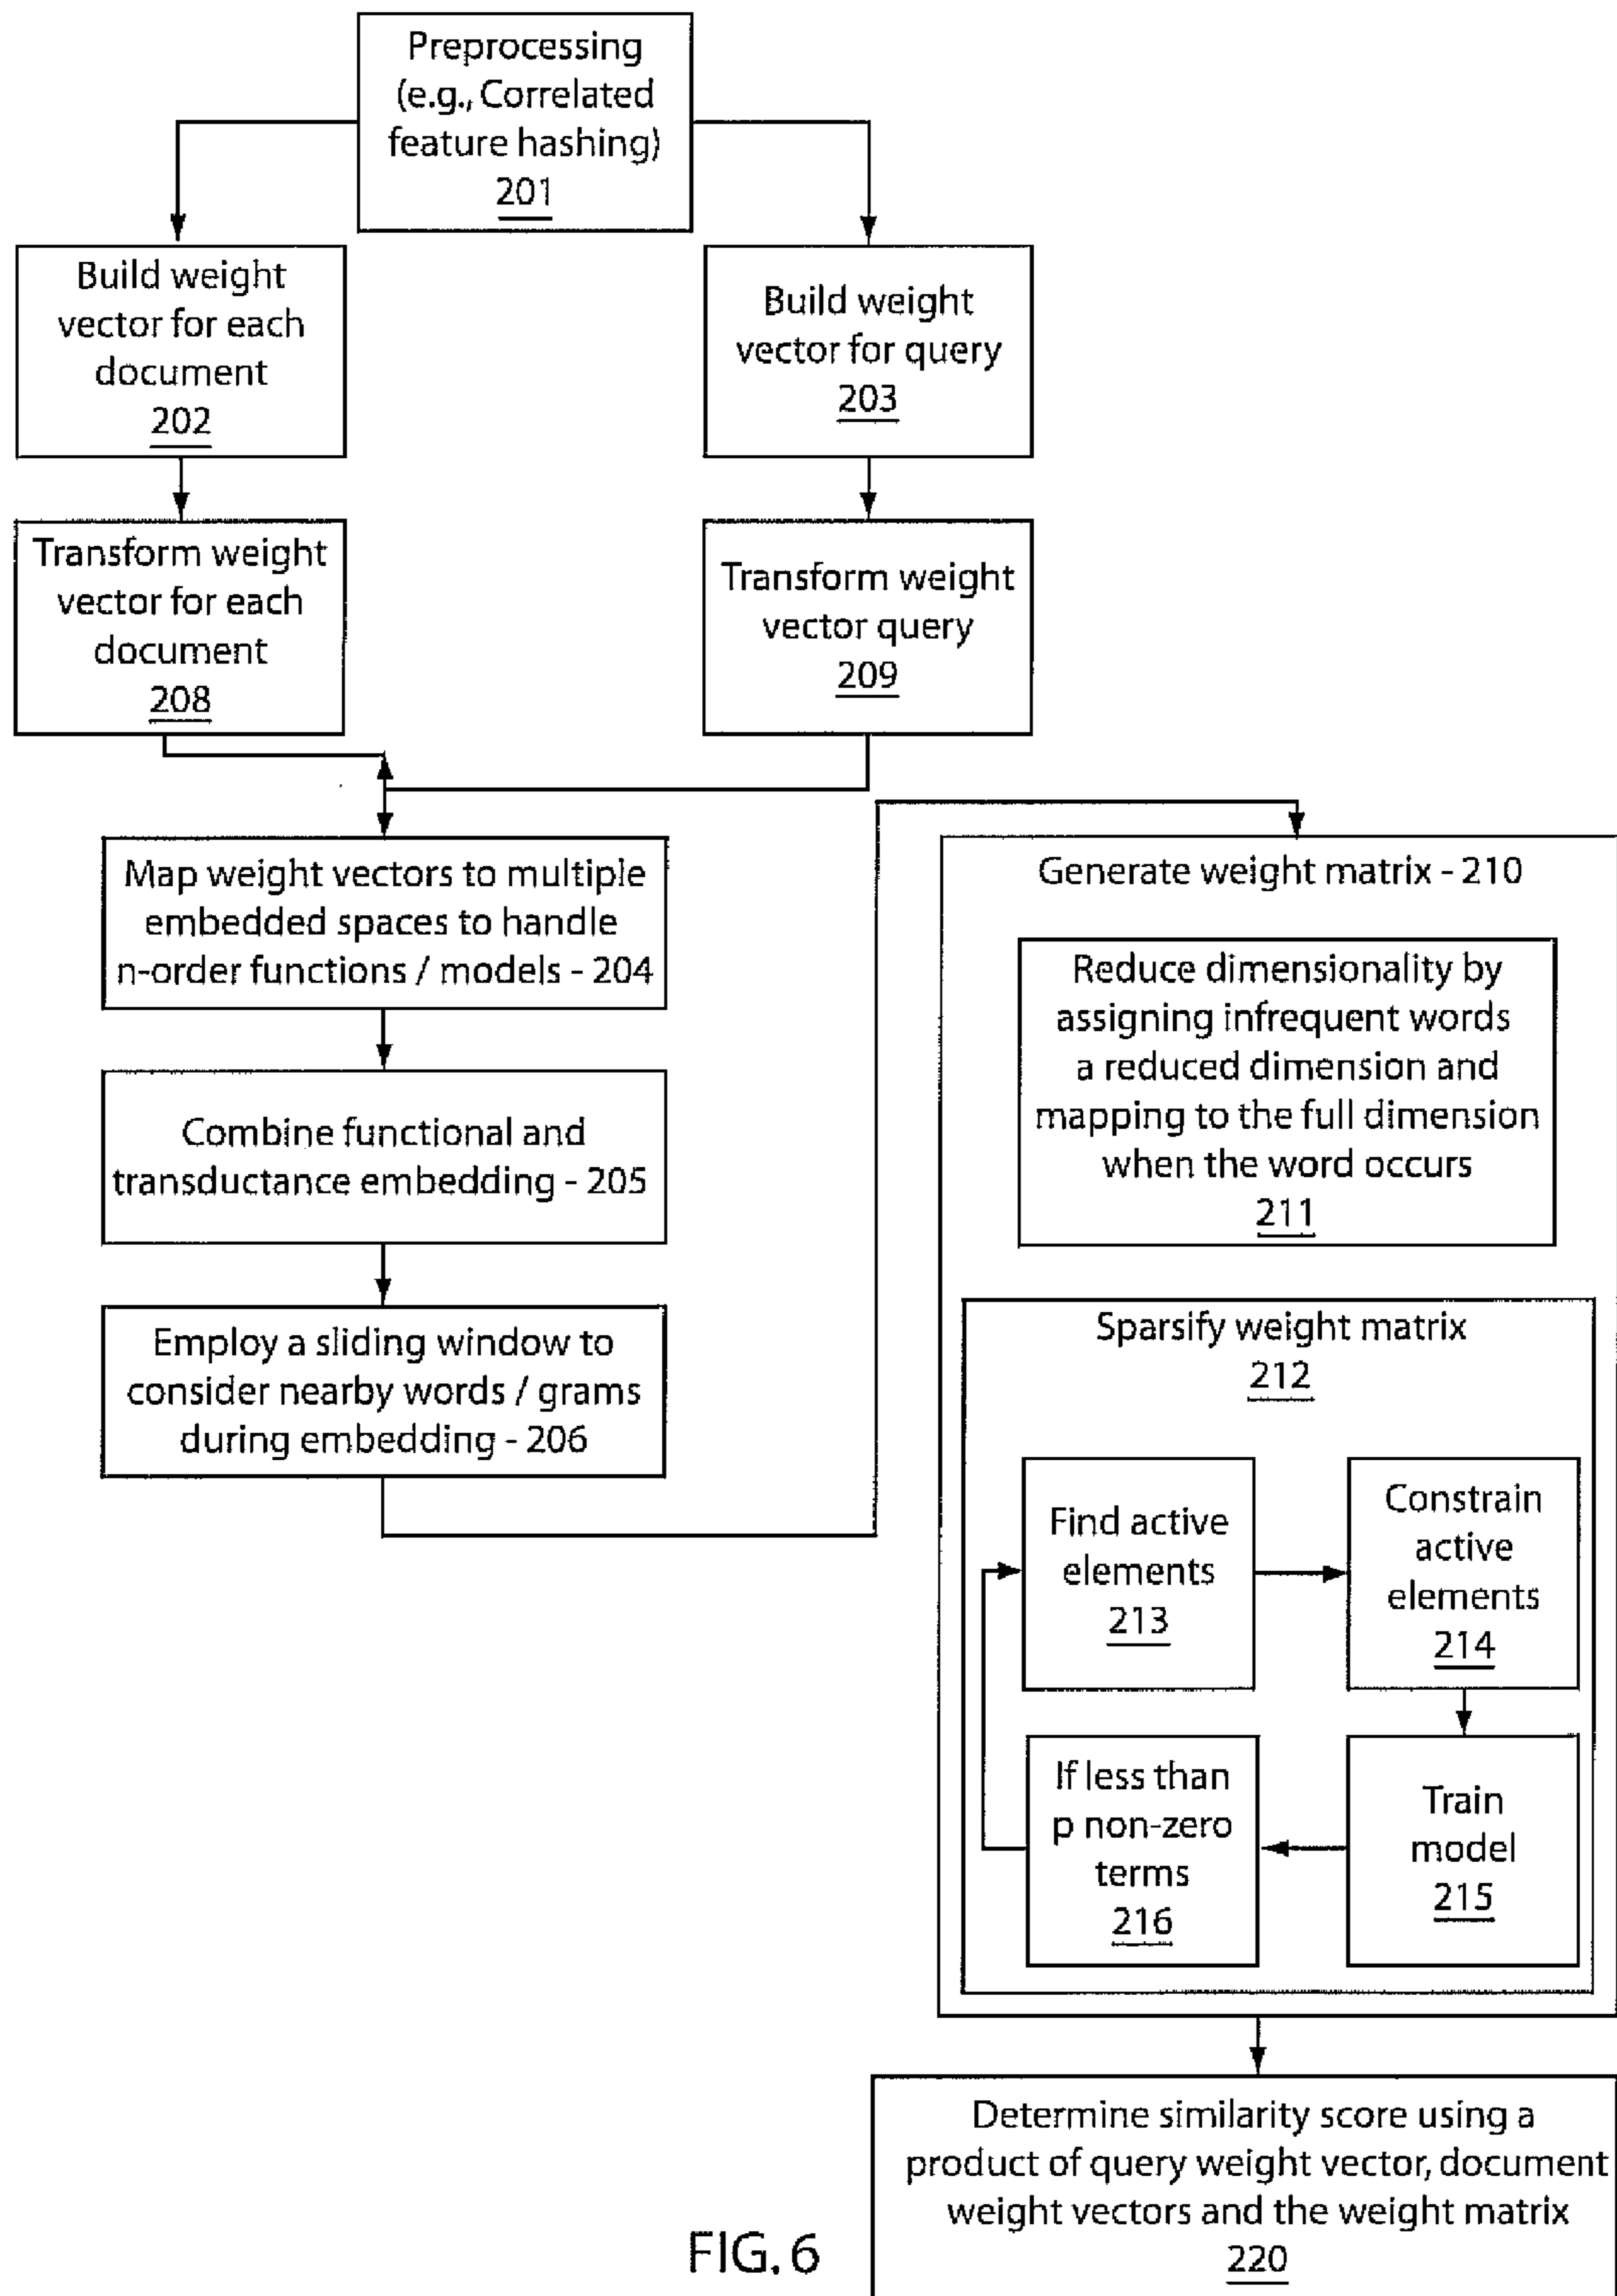 Preprocessing
(e.g., Correlated
feature hashing)
201
Build weight
vector for each
document
202
Build weight
vector for query
203
Transform weight
vector for each
document
208
Transform weight
vector query
209
Map weight vectors to multiple
embedded spaces to handle
n-order functions / models - 204
Combine functional and
transductance embedding - 205
Employ a sliding window to
consider nearby words / grams
during embedding - 206
Generate weight matrix - 210
Reduce dimensionality by
assigning infrequent words
a reduced dimension and
mapping to the full dimension
when the word occurs
211
Sparsify weight matrix
212
Find active
elements
213
Constrain
active
elements
214
If less than
p non-zero
terms
216
Train
model
215
Determine similarity score using a
product of query weight vector, document
weight vectors and the weight matrix
220
FIG. 6